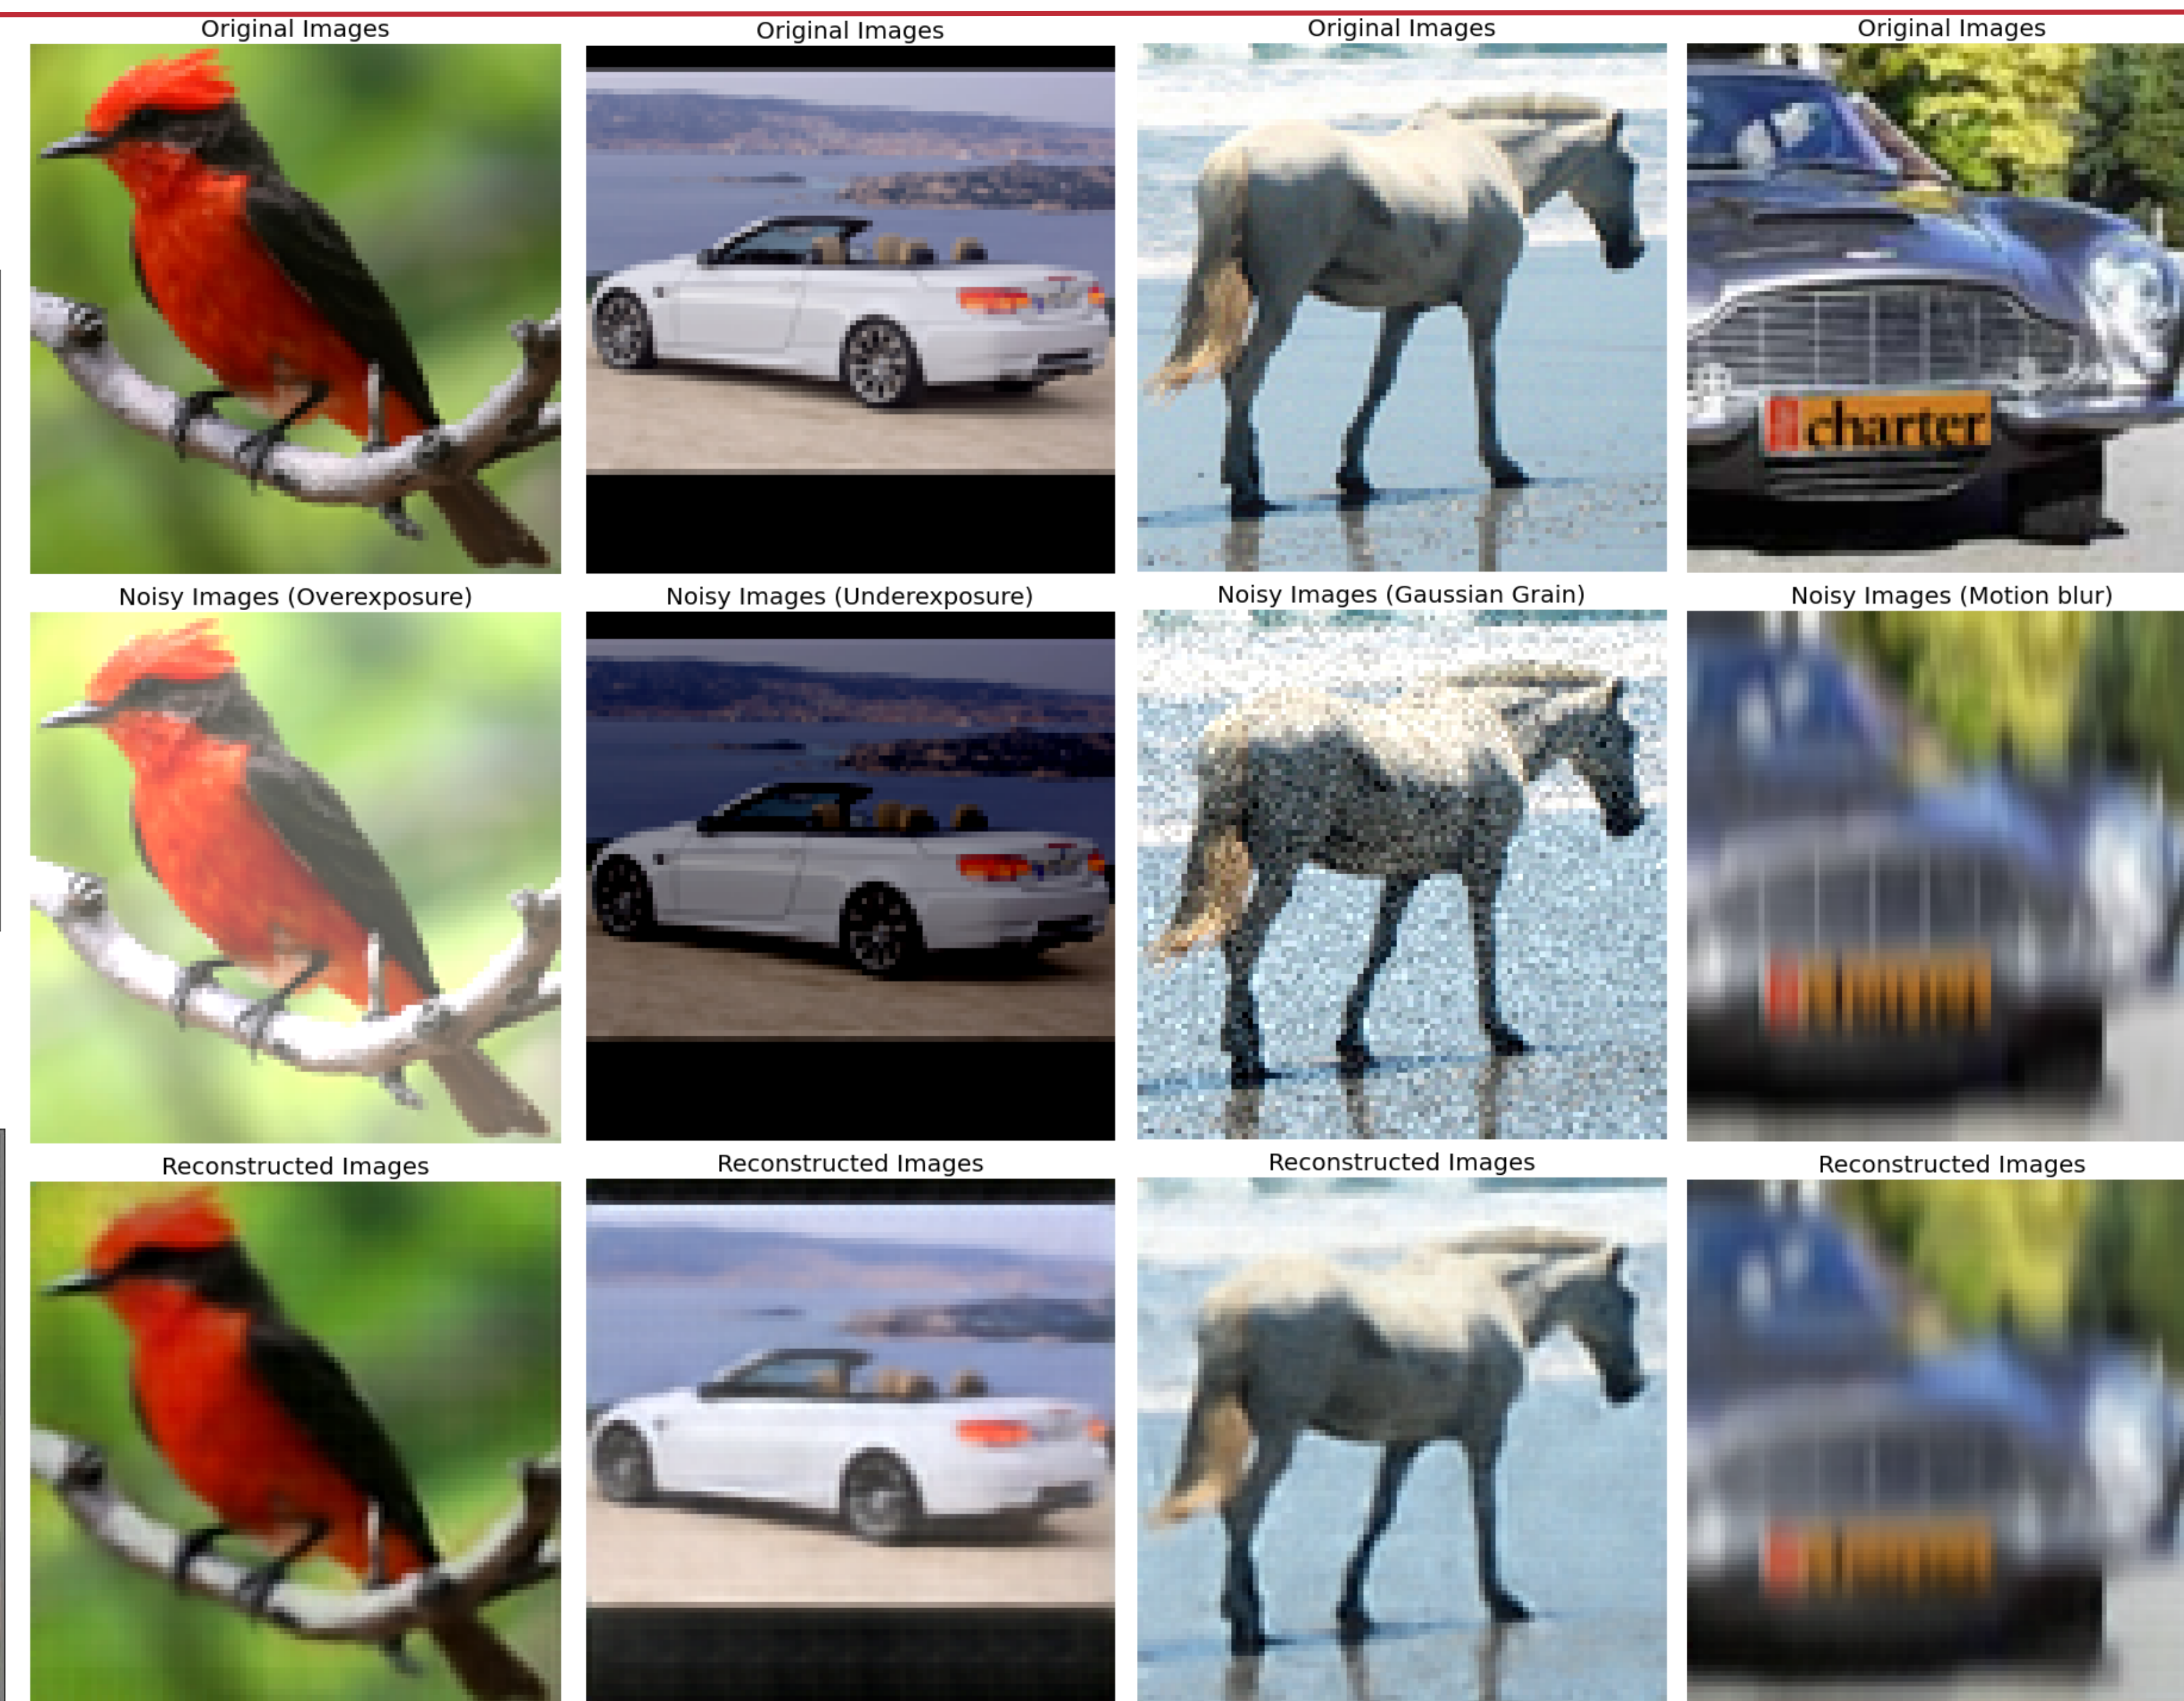 Original Images
Original Images
Original Images
Original Images
charter
Noisy Images (Overexposure)
Noisy Images (Underexposure)
Noisy Images (Gaussian Grain)
Noisy Images (Motion blur)
Reconstructed Images
Reconstructed Images
Reconstructed Images
Reconstructed Images